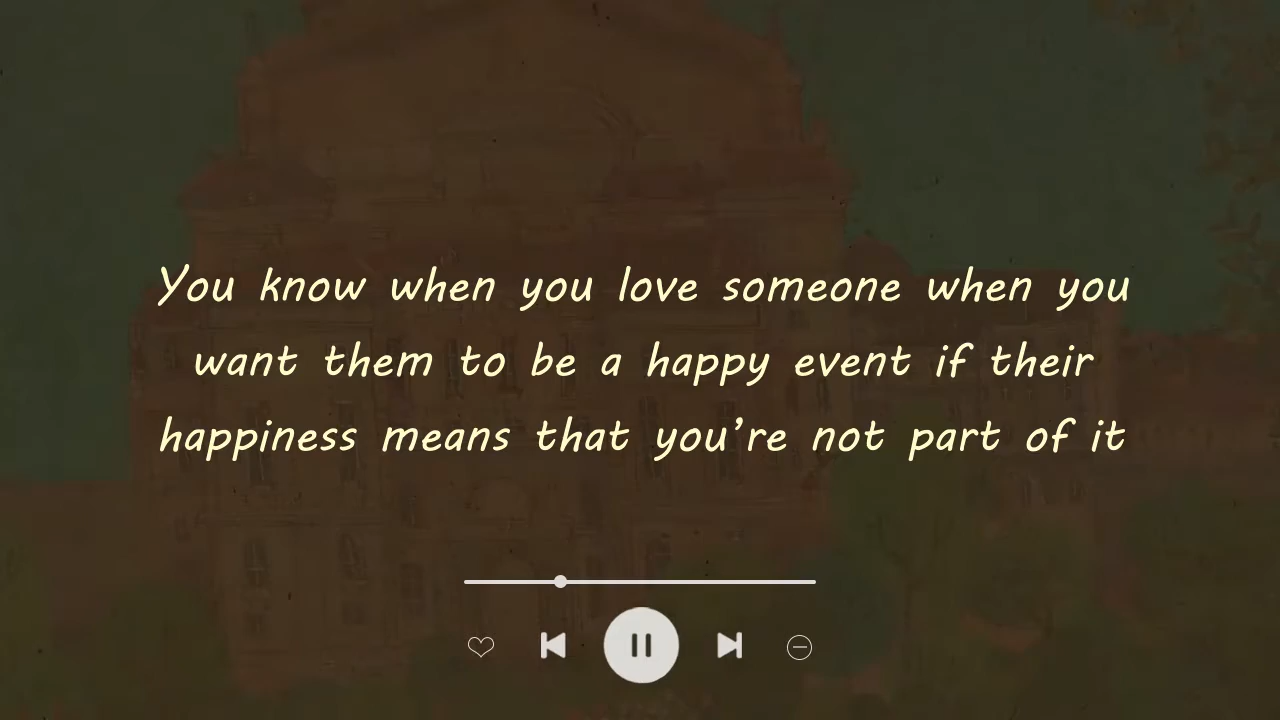 You know when you love someone when you
want them to be a happy event if their
happiness means that you’re not part of it